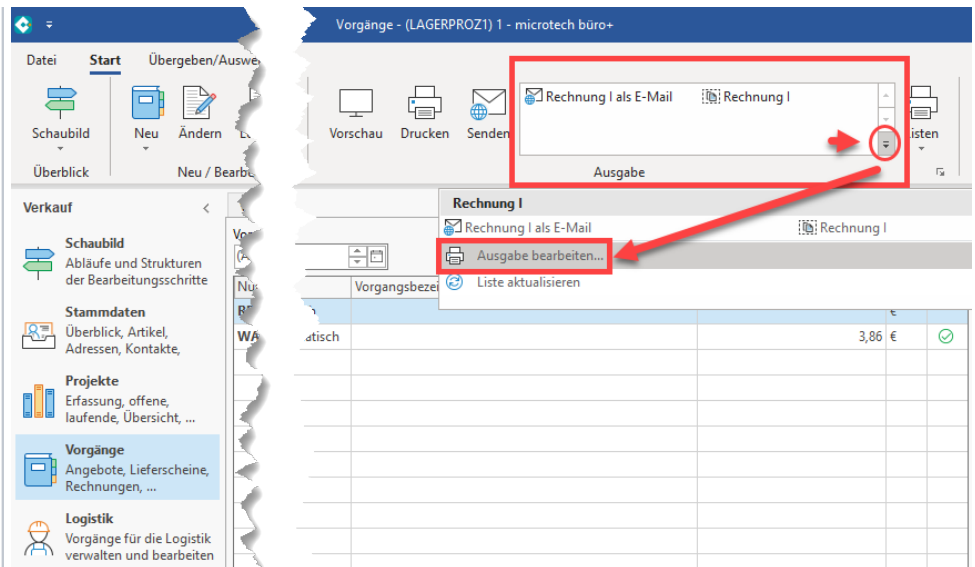 Vorgänge - (LAGERPROZ1) 1 - microtech büro+
Datei Start Übergeben/Auswe
Schaubild Neu Ändern Vorschau Drucken Senden
Rechnung I als E-Mail Rechnung I
Überblick Neu / Bearb Ausgabe
Verkauf
Rechnung I
Rechnung I als E-Mail Rechnung I
Ausgabe bearbeiten...
Liste aktualisieren
Vorgangsbezei
€
WA atisch 3,86 €
Schaubild
Abläufe und Strukturen
der Bearbeitungsschritte
Stammdaten
Überblick, Artikel,
Adressen, Kontakte,
Projekte
Erfassung, offene,
laufende, Übersicht, ...
Vorgänge
Angebote, Lieferscheine,
Rechnungen, ...
Logistik
Vorgänge für die Logistik
verwalten und bearbeiten